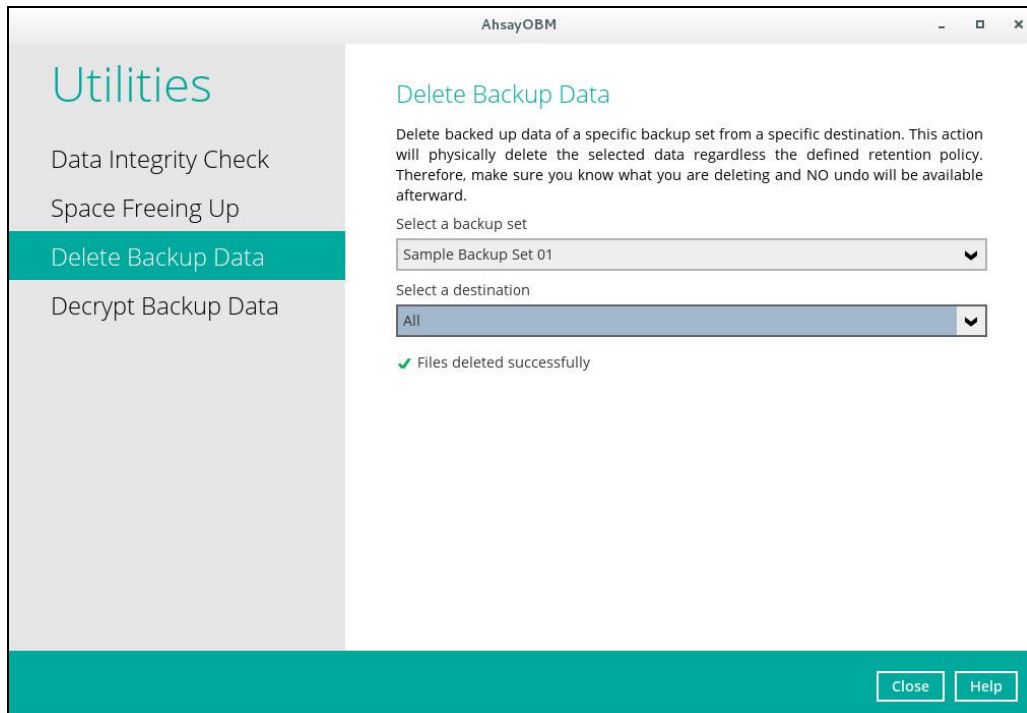 AhsayOBM
Utilities
Data Integrity Check
Space Freeing Up
Delete Backup Data
Decrypt Backup Data
Delete Backup Data
Delete backed up data of a specific backup set from a specific destination. This action
will physically delete the selected data regardless the defined retention policy.
Therefore, make sure you know what you are deleting and NO undo will be available
afterward.
Select a backup set
Sample Backup Set 01
Select a destination
All
Files deleted successfully
Close
Help